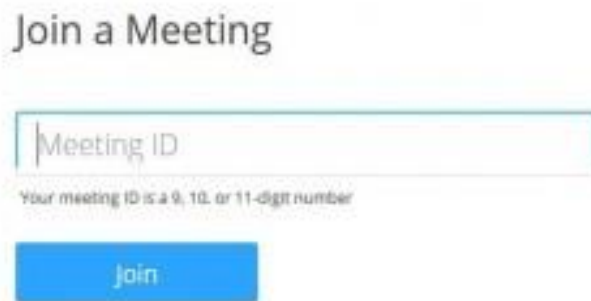 Join a Meeting
Meeting ID
Your meeting ID is a 9, 10, or 11-digit number
Join